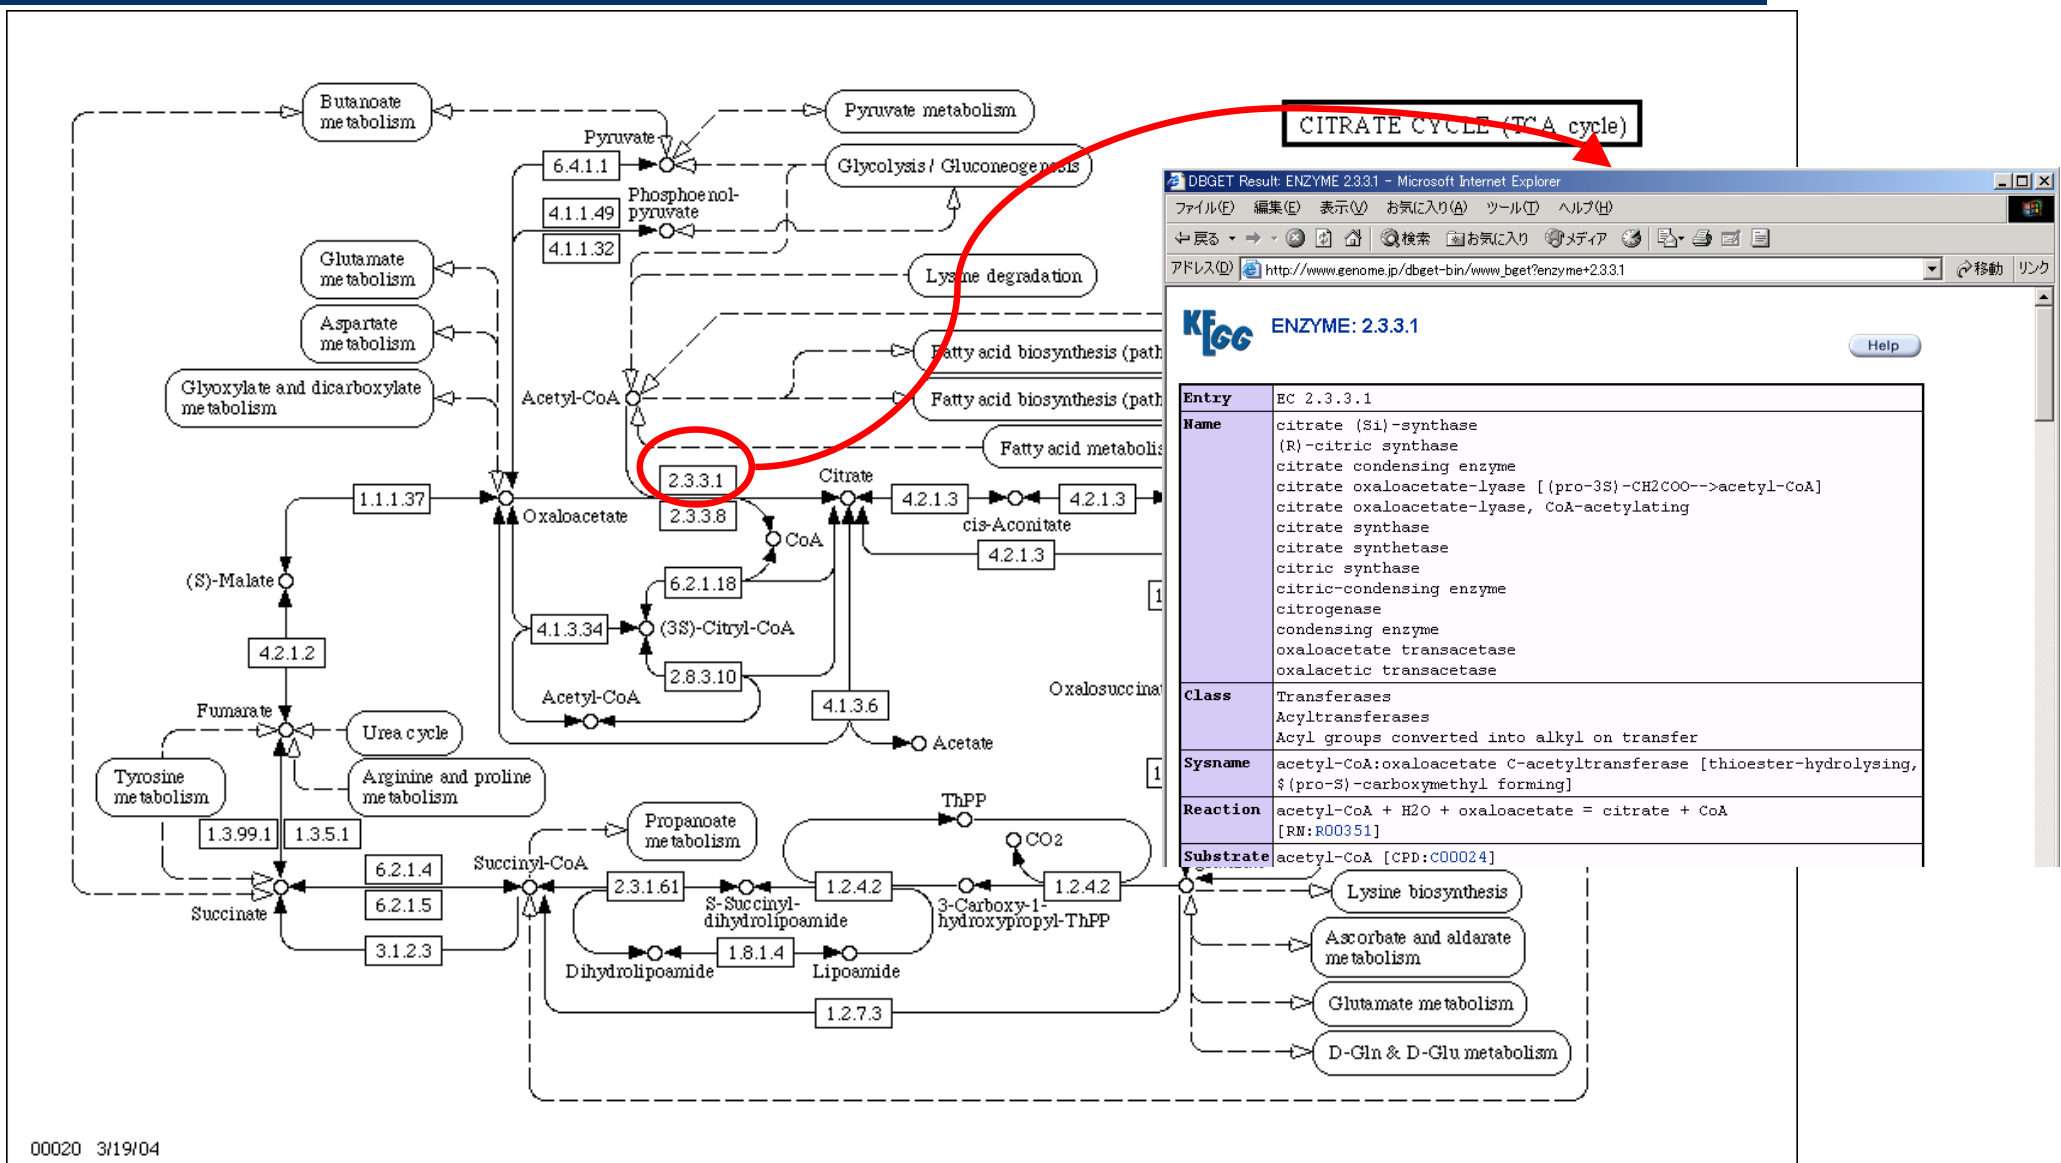 CITRATE CYCLE (TCA cycle)
Butanoate
metabolism
Pyruvate metabolism
Pyruvate
6.4.1.1
Glycolysis / Gluconeogenesis
Phosphoenol-
pyruvate
4.1.1.49
4.1.1.32
Glutamate
metabolism
Lysine degradation
Aspartate
metabolism
Fatty acid biosynthesis (path
Glyoxylate and dicarboxylate
metabolism
Acetyl-CoA
Fatty acid biosynthesis (path
Fatty acid metabolis
2.3.3.1
Citrate
1.1.1.37
4.2.1.3
4.2.1.3
Oxaloacetate
2.3.3.8
cis-Aconitate
CoA
4.2.1.3
(S)-Malate
6.2.1.18
1
4.1.3.34
(3S)-Citryl-CoA
4.2.1.2
2.8.3.10
Acetyl-CoA
Oxalosuccina
4.1.3.6
Fumarate
Urea cycle
Acetate
Tyrosine
metabolism
Arginine and proline
metabolism
1
ThPP
1.3.99.1
1.3.5.1
Propanoate
metabolism
CO2
Succinyl-CoA
6.2.1.4
2.3.1.61
1.2.4.2
1.2.4.2
Lysine biosynthesis
Succinate
6.2.1.5
S-Succinyl-
dihydrolipoamide
3-Carboxy-1-
hydroxypropyl-ThPP
3.1.2.3
1.8.1.4
Dihydrolipoamide
Lipoamide
Ascorbate and aldarate
metabolism
1.2.7.3
Glutamate metabolism
D-Gln & D-Glu metabolism
00020 3/19/04
DBGET Result: ENZYME 2.3.3.1 - Microsoft Internet Explorer
ファイル(F) 編集(E) 表示(V) お気に入り(A) ツール(T) ヘルプ(H)
戻る 検索 お気に入り メディア
アドレス(D) http://www.genome.jp/dbget-bin/www_bget?enzyme+2.3.3.1 移動 リンク
KEGG ENZYME: 2.3.3.1
Help
Entry EC 2.3.3.1
Name citrate (Si)-synthase
(R)-citric synthase
citrate condensing enzyme
citrate oxaloacetate-lyase [(pro-3S)-CH2COO-->acetyl-CoA]
citrate oxaloacetate-lyase, CoA-acetylating
citrate synthase
citrate synthetase
citric synthase
citric-condensing enzyme
citrogenase
condensing enzyme
oxaloacetate transacetase
oxalacetic transacetase
Class Transferases
Acyltransferases
Acyl groups converted into alkyl on transfer
Sysname acetyl-CoA:oxaloacetate C-acetyltransferase [thioester-hydrolysing,
$(pro-S)-carboxymethyl forming]
Reaction acetyl-CoA + H2O + oxaloacetate = citrate + CoA
[RN:R00351]
Substrate acetyl-CoA [CPD:C00024]